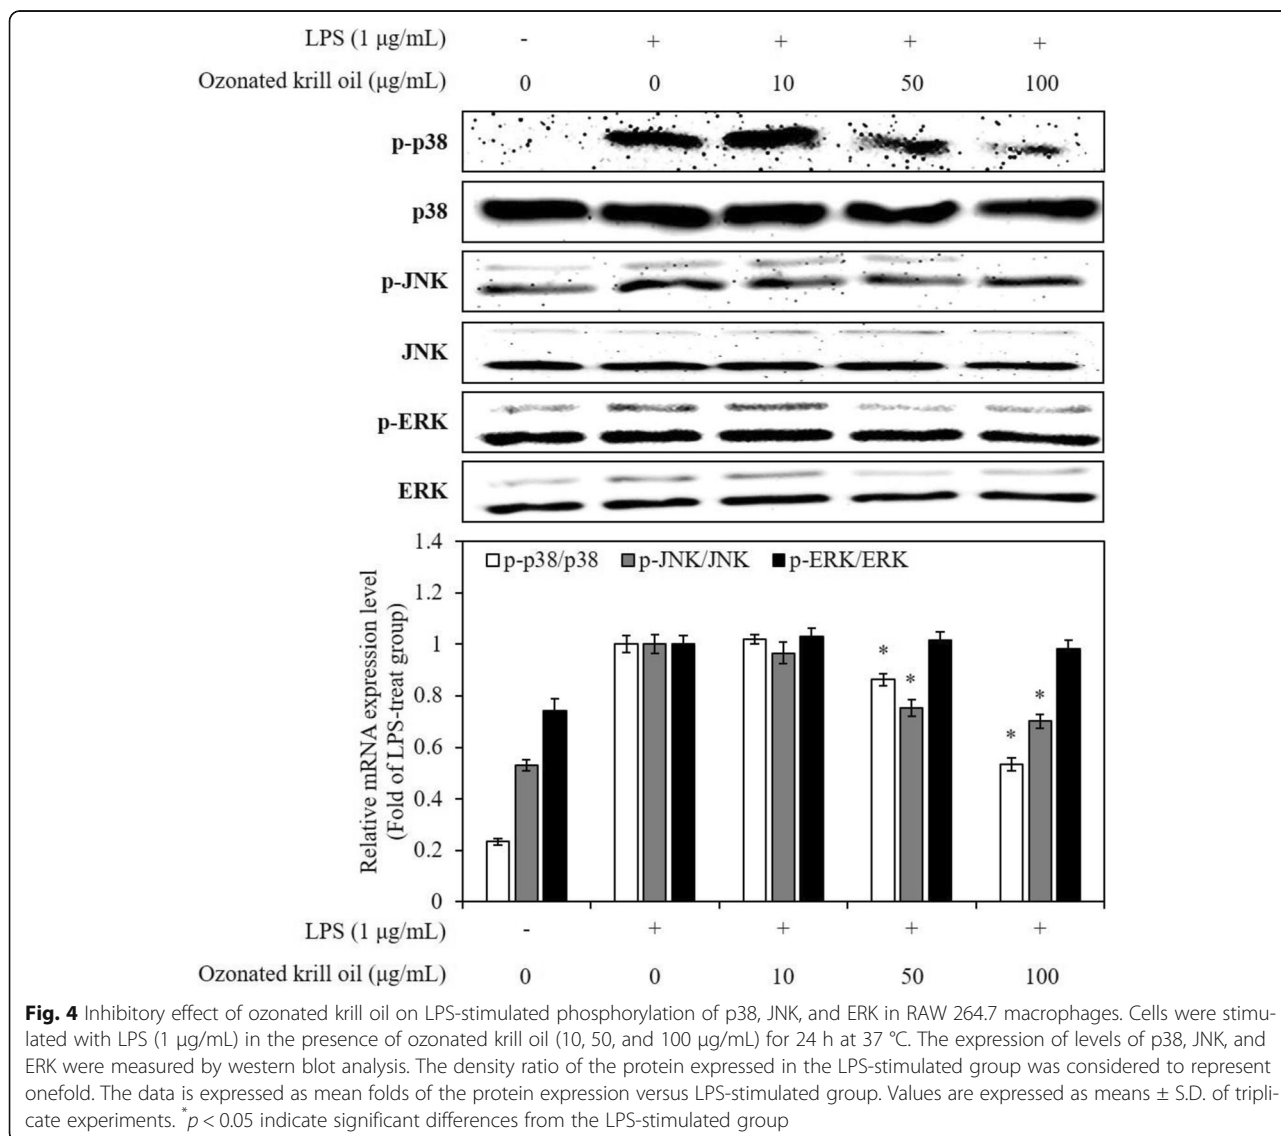 LPS (1 μg/mL) - + + + +
Ozonated krill oil (μg/mL) 0 0 10 50 100
p-p38
p38
p-JNK
JNK
p-ERK
ERK
Relative mRNA expression level
(Fold of LPS-treat group)
1.4
p-p38/p38 p-JNK/JNK p-ERK/ERK
1.2
1
* *
0.8
* *
0.6
0.4
0.2
0
LPS (1 μg/mL) - + + + +
Ozonated krill oil (μg/mL) 0 0 10 50 100
Fig. 4 Inhibitory effect of ozonated krill oil on LPS-stimulated phosphorylation of p38, JNK, and ERK in RAW 264.7 macrophages. Cells were stimu-
lated with LPS (1 μg/mL) in the presence of ozonated krill oil (10, 50, and 100 μg/mL) for 24 h at 37 °C. The expression of levels of p38, JNK, and
ERK were measured by western blot analysis. The density ratio of the protein expressed in the LPS-stimulated group was considered to represent
onefold. The data is expressed as mean folds of the protein expression versus LPS-stimulated group. Values are expressed as means ± S.D. of tripli-
cate experiments. *p < 0.05 indicate significant differences from the LPS-stimulated group